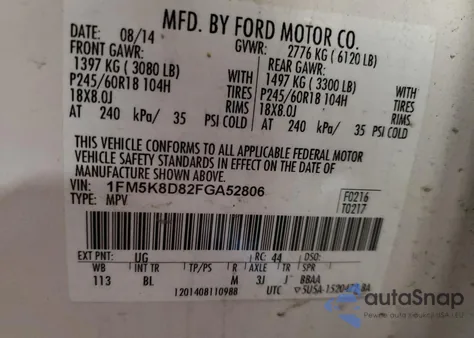 MFD. BY FORD MOTOR CO.
DATE: 08/14 GVWR: 2776 KG ( 6120 LB)
FRONT GAWR: REAR GAWR:
1397 KG ( 3080 LB) WITH 1497 KG ( 3300 LB) WITH
P245/60R18 104H TIRES P245/60R18 104H TIRES
18X8.0J RIMS 18X8.0J RIMS
AT 240 kPa/ 35 PSI COLD AT 240 kPa/ 35 PSI COLD
THIS VEHICLE CONFORMS TO ALL APPLICABLE FEDERAL MOTOR
VEHICLE SAFETY STANDARDS IN EFFECT ON THE DATE OF
MANUFACTURE SHOWN ABOVE.
VIN: 1FM5K8D82FGA52806 F0216
TYPE: MPV T0217
EXT PNT: UG RC: 44 DSO:
WB INT TR TP/PS R AXLE TR SPR
113 BL M 3J J BBAA
1201408110988 UTC
autoSnap